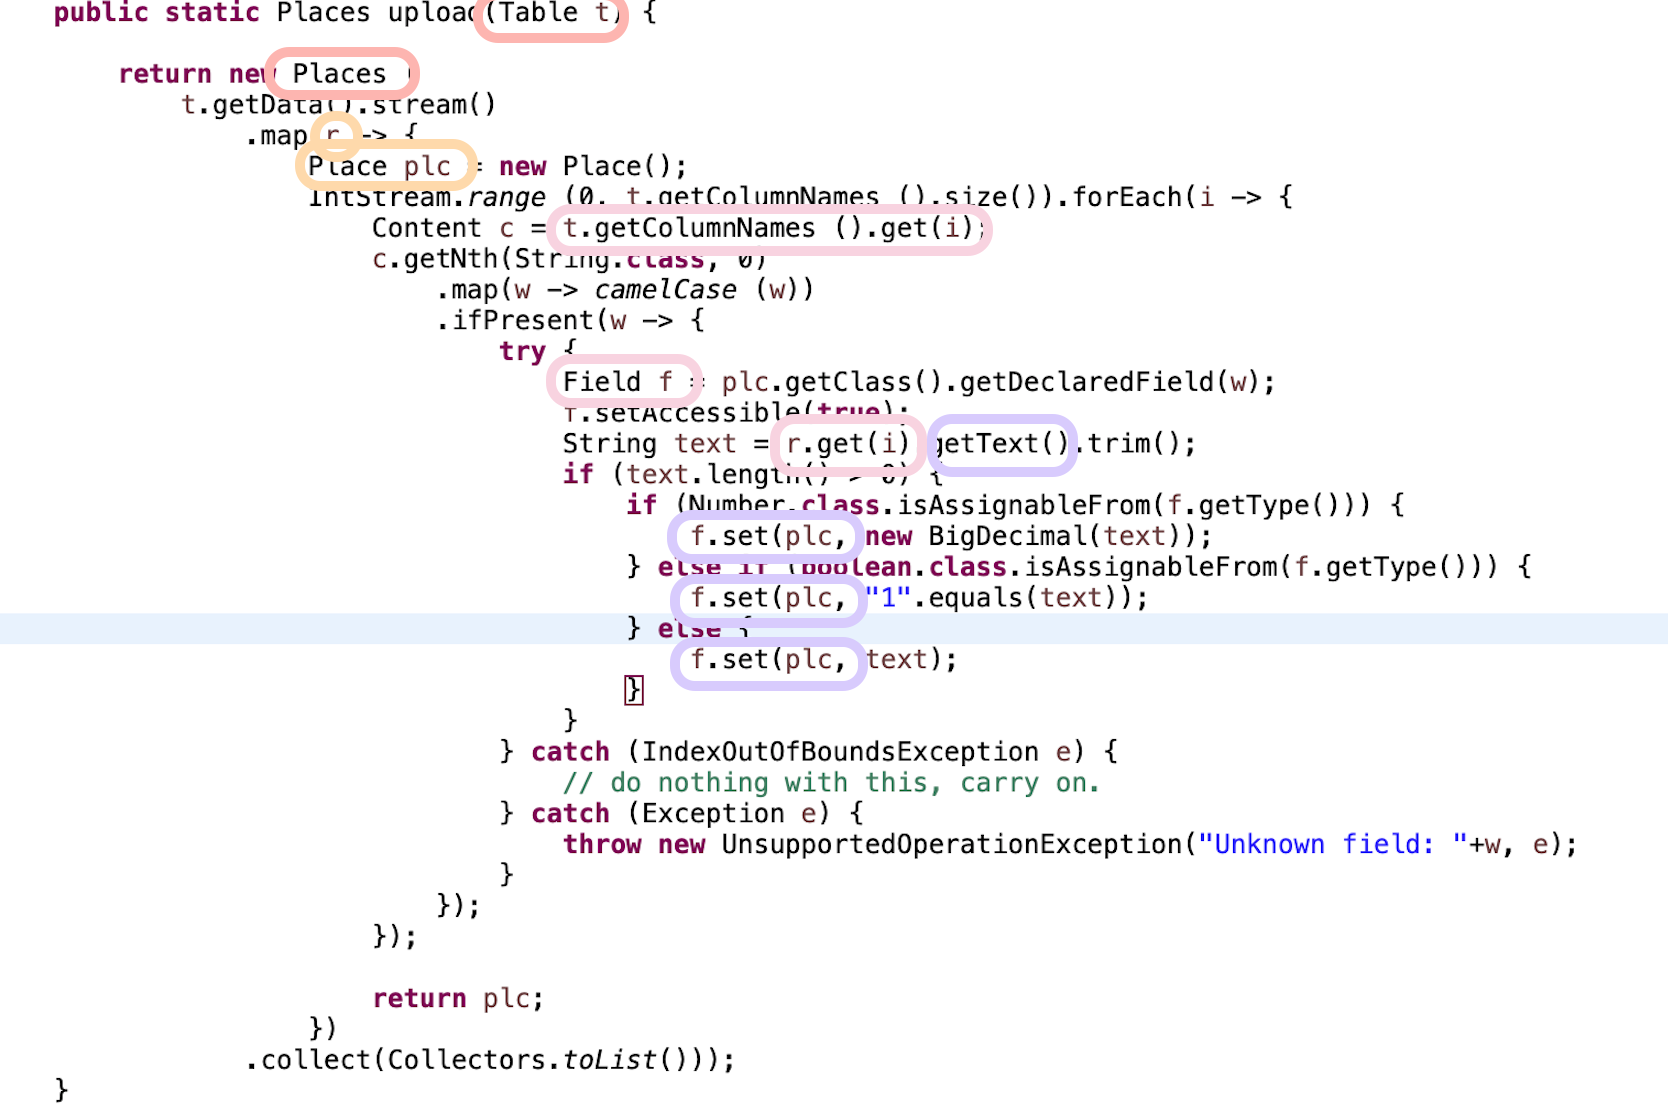 public static Places upload(Table t) {
return new Places (
t.getData().stream()
.map(r -> {
Place plc = new Place();
IntStream.range (0, t.getColumnNames ().size()).forEach(i -> {
Content c = t.getColumnNames ().get(i);
c.getNth(String.class, 0)
.map(w -> camelCase (w))
.ifPresent(w -> {
try {
Field f = plc.getClass().getDeclaredField(w);
f.setAccessible(true);
String text = r.get(i).getText().trim();
if (text.length() > 0) {
if (Number.class.isAssignableFrom(f.getType())) {
f.set(plc, new BigDecimal(text));
} else if (boolean.class.isAssignableFrom(f.getType())) {
f.set(plc, "1".equals(text));
} else {
f.set(plc, text);
}
}
} catch (IndexOutOfBoundsException e) {
// do nothing with this, carry on.
} catch (Exception e) {
throw new UnsupportedOperationException("Unknown field: "+w, e);
}
});
});
return plc;
})
.collect(Collectors.toList()));
}